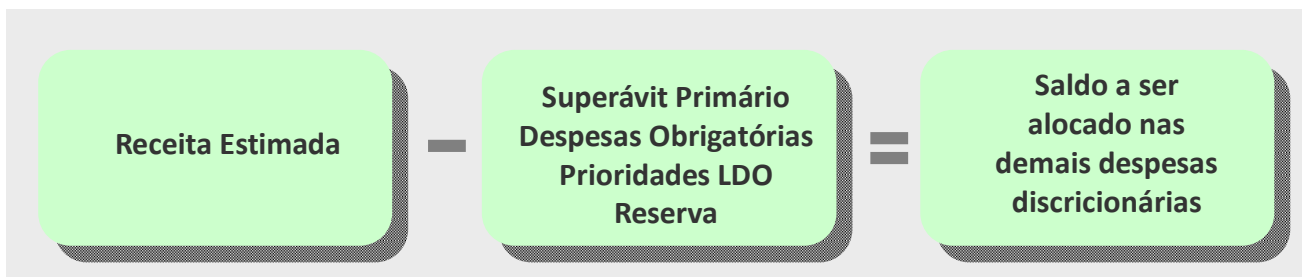 Receita Estimada
–
Superávit Primário
Despesas Obrigatórias
Prioridades LDO
Reserva
=
Saldo a ser
alocado nas
demais despesas
discricionárias